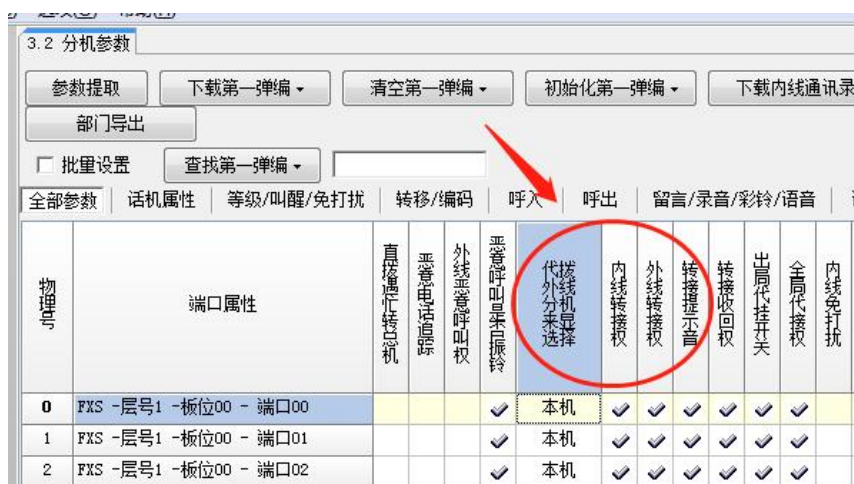 3.2 分机参数
参数提取 下载第一弹编 清空第一弹编 初始化第一弹编 下载内线通讯录
部门导出
批量设置 查找第一弹编
全部参数 话机属性 等级/叫醒/免打扰 转移/编码 呼入 呼出 留言/录音/彩铃/语音
物理号 端口属性 直拨遇忙转总机 恶意电话追踪 外线恶意呼叫权 恶意呼叫是否振铃 代拨外线分机来显选择 内线转接权 外线转接权 转接提示音 转接收回权 出局代挂开关 全局代接权 内线免打扰
0 FXS -层号1 -板位00 - 端口00 本机
1 FXS -层号1 -板位00 - 端口01 本机
2 FXS -层号1 -板位00 - 端口02 本机